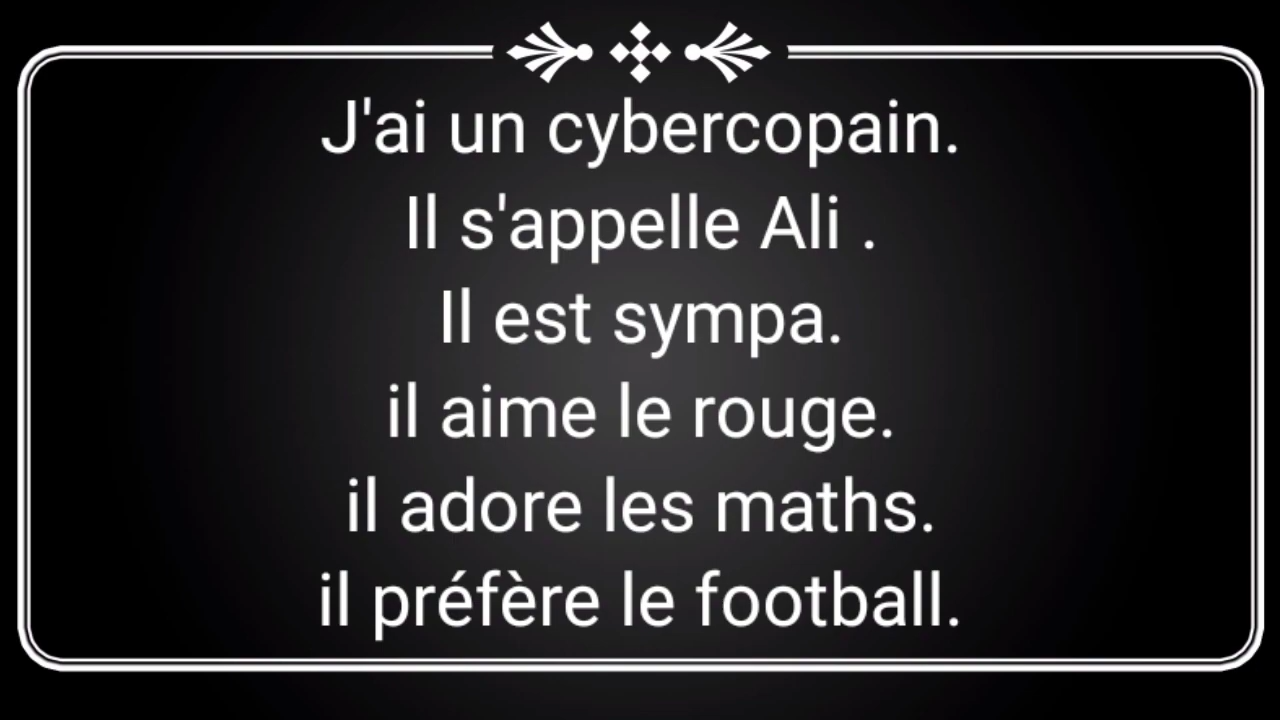 J'ai un cybercopain.
Il s'appelle Ali .
Il est sympa.
il aime le rouge.
il adore les maths.
il préfère le football.